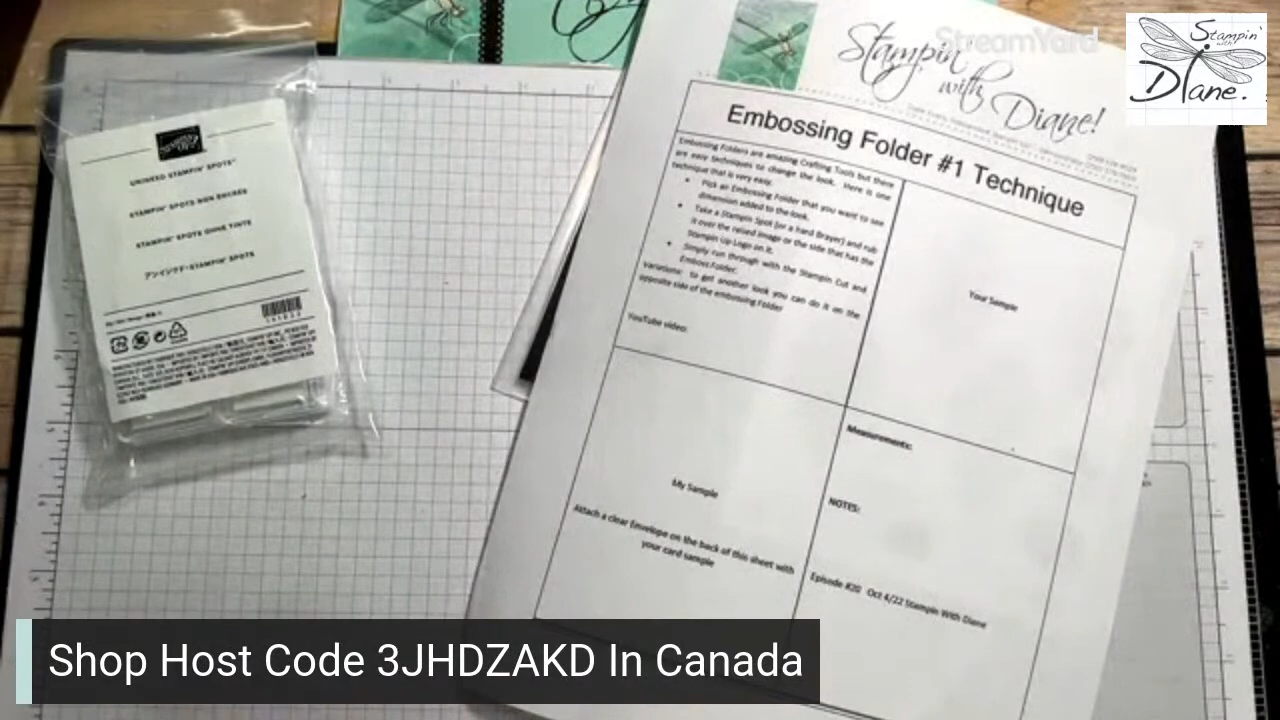 StreamYard
Stampin'
with
Diane.
Stampin'
with
Diane!
Embossing Folder #1 Technique
Embossing Folders are amazing Crafting Tools but there
are easy techniques to change the look. Here is one
technique that is very easy.
Pick an Embossing Folder that you want to see
dimension added to the look.
Take a Stampin Spot (or a hard Brayer) and rub
it over the raised image or the side that has the
Stampin Up Logo on it.
Simply run through with the Stampin Cut and
Emboss Folder.
Variations: to get another look you can do it on the
opposite side of the embossing Folder
YouTube video:
Your Sample
My Sample
Attach a clear Envelope on the back of this sheet with
your card sample
Measurements:
NOTES:
Episode #20 Oct 4/22 Stampin With Diane
UNINKED STAMPIN' SPOTS
STAMPIN' SPOTS NON ENCRÉS
STAMPIN' SPOTS OHNE TINTE
Shop Host Code 3JHDZAKD In Canada